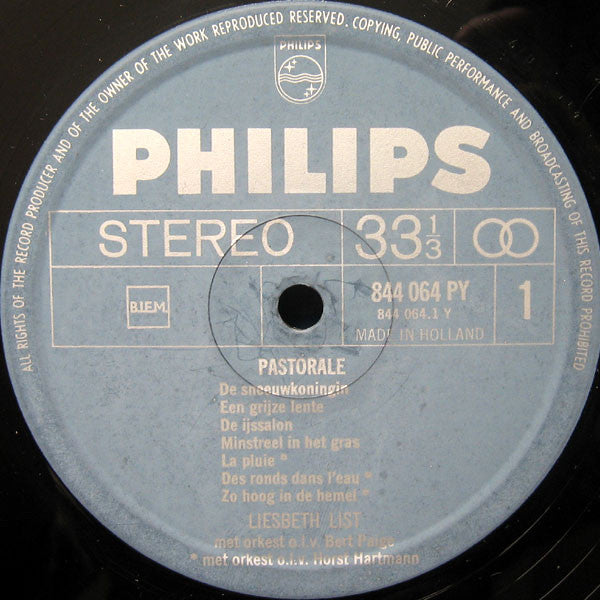 ALL RIGHTS OF THE RECORD PRODUCER AND OF THE OWNER OF THE WORK REPRODUCED RESERVED. COPYING, PUBLIC PERFORMANCE AND BROADCASTING OF THIS RECORD PROHIBITED
PHILIPS
PHILIPS
STEREO 33 1/3
B.I.E.M. 844 064 PY 1
844 064.1 Y
MADE IN HOLLAND
PASTORALE
De sneeuwkoningin
Een grijze lente
De ijssalon
Minstreel in het gras
La pluie *
Des ronds dans l'eau *
Zo hoog in de hemel *
LIESBETH LIST
met orkest o.l.v. Bert Paige
* met orkest o.l.v. Horst Hartmann